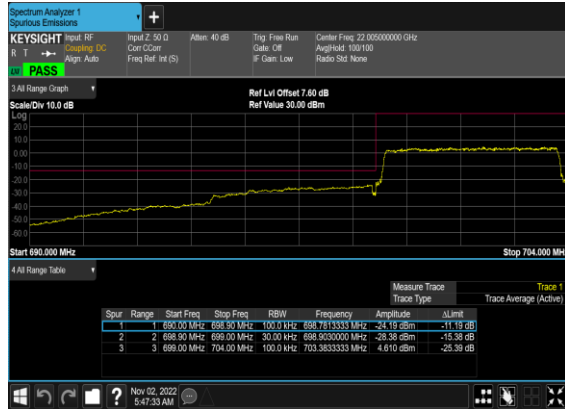 Spectrum Analyzer 1
Spurious Emissions
+
KEYSIGHT Input: RF Input Z: 50 Ω Atten: 40 dB Trig: Free Run Center Freq: 22.005000000 GHz
R T Coupling: DC Corr CCorr Gate: Off Avg|Hold: 100/100
Align: Auto Freq Ref: Int (S) IF Gain: Low Radio Std: None
LV PASS
3 All Range Graph
Ref Lvl Offset 7.60 dB
Scale/Div 10.0 dB Ref Value 30.00 dBm
Log
20.0
10.0
0.00
-10.0
-20.0
-30.0
-40.0
-50.0
-60.0
Start 690.000 MHz Stop 704.000 MH
4 All Range Table
Measure Trace Trace 1
Trace Type Trace Average (Active)
Spur Range Start Freq Stop Freq RBW Frequency Amplitude ΔLimit
1 1 690.00 MHz 698.90 MHz 100.0 kHz 698.7813333 MHz -24.19 dBm -11.19 dB
2 2 698.90 MHz 699.00 MHz 30.00 kHz 698.9030000 MHz -28.38 dBm -15.38 dB
3 3 699.00 MHz 704.00 MHz 100.0 kHz 703.3833333 MHz 4.610 dBm -25.39 dB
? Nov 02, 2022
5:47:33 AM